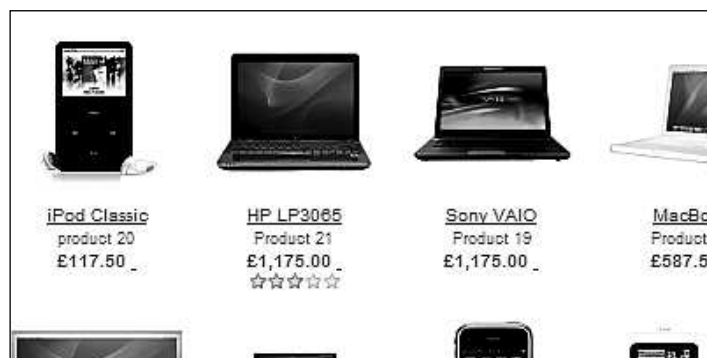 iPod Classic
product 20
£117.50
HP LP3065
Product 21
£1,175.00
Sony VAIO
Product 19
£1,175.00
MacBo
Product
£587.5